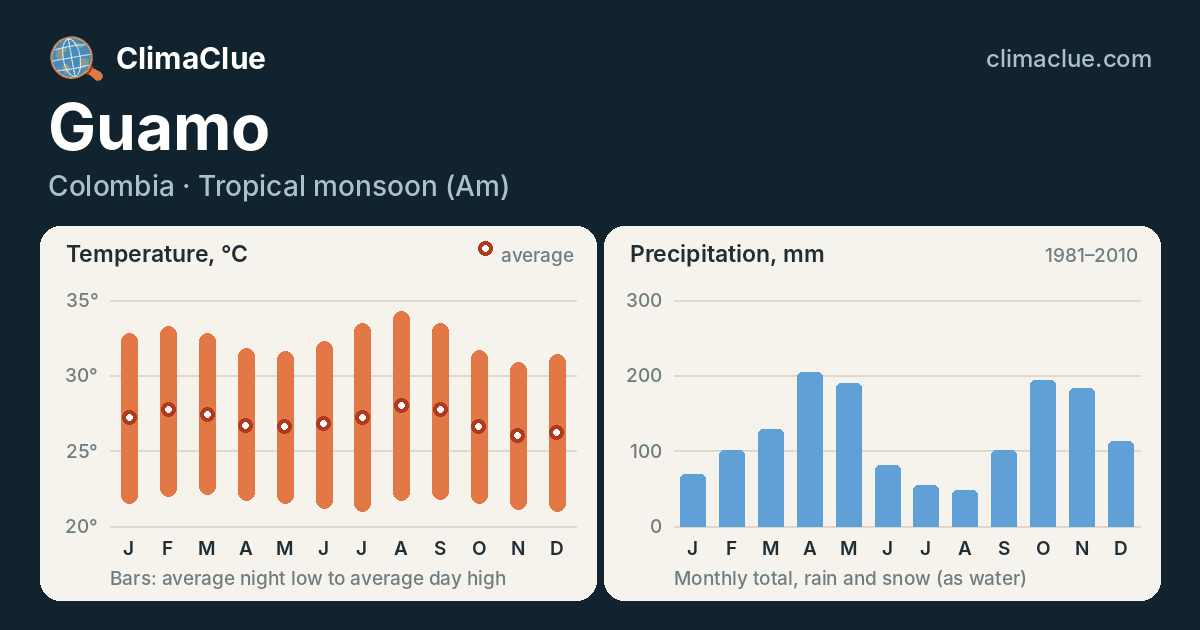 ClimaClue
climaclue.com
Guamo
Colombia · Tropical monsoon (Am)
Temperature, °C
average
35°
30°
25°
20°
J F M A M J J A S O N D
Bars: average night low to average day high
Precipitation, mm
1981–2010
300
200
100
0
J F M A M J J A S O N D
Monthly total, rain and snow (as water)